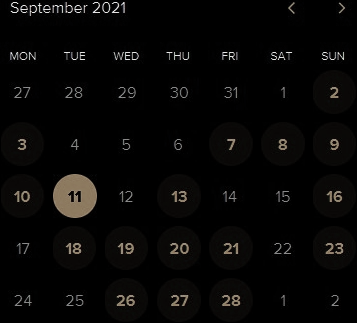 September 2021
MON TUE WED THU FRI SAT SUN
27 28 29 30 31 1 2
3 4 5 6 7 8 9
10 11 12 13 14 15 16
17 18 19 20 21 22 23
24 25 26 27 28 1 2